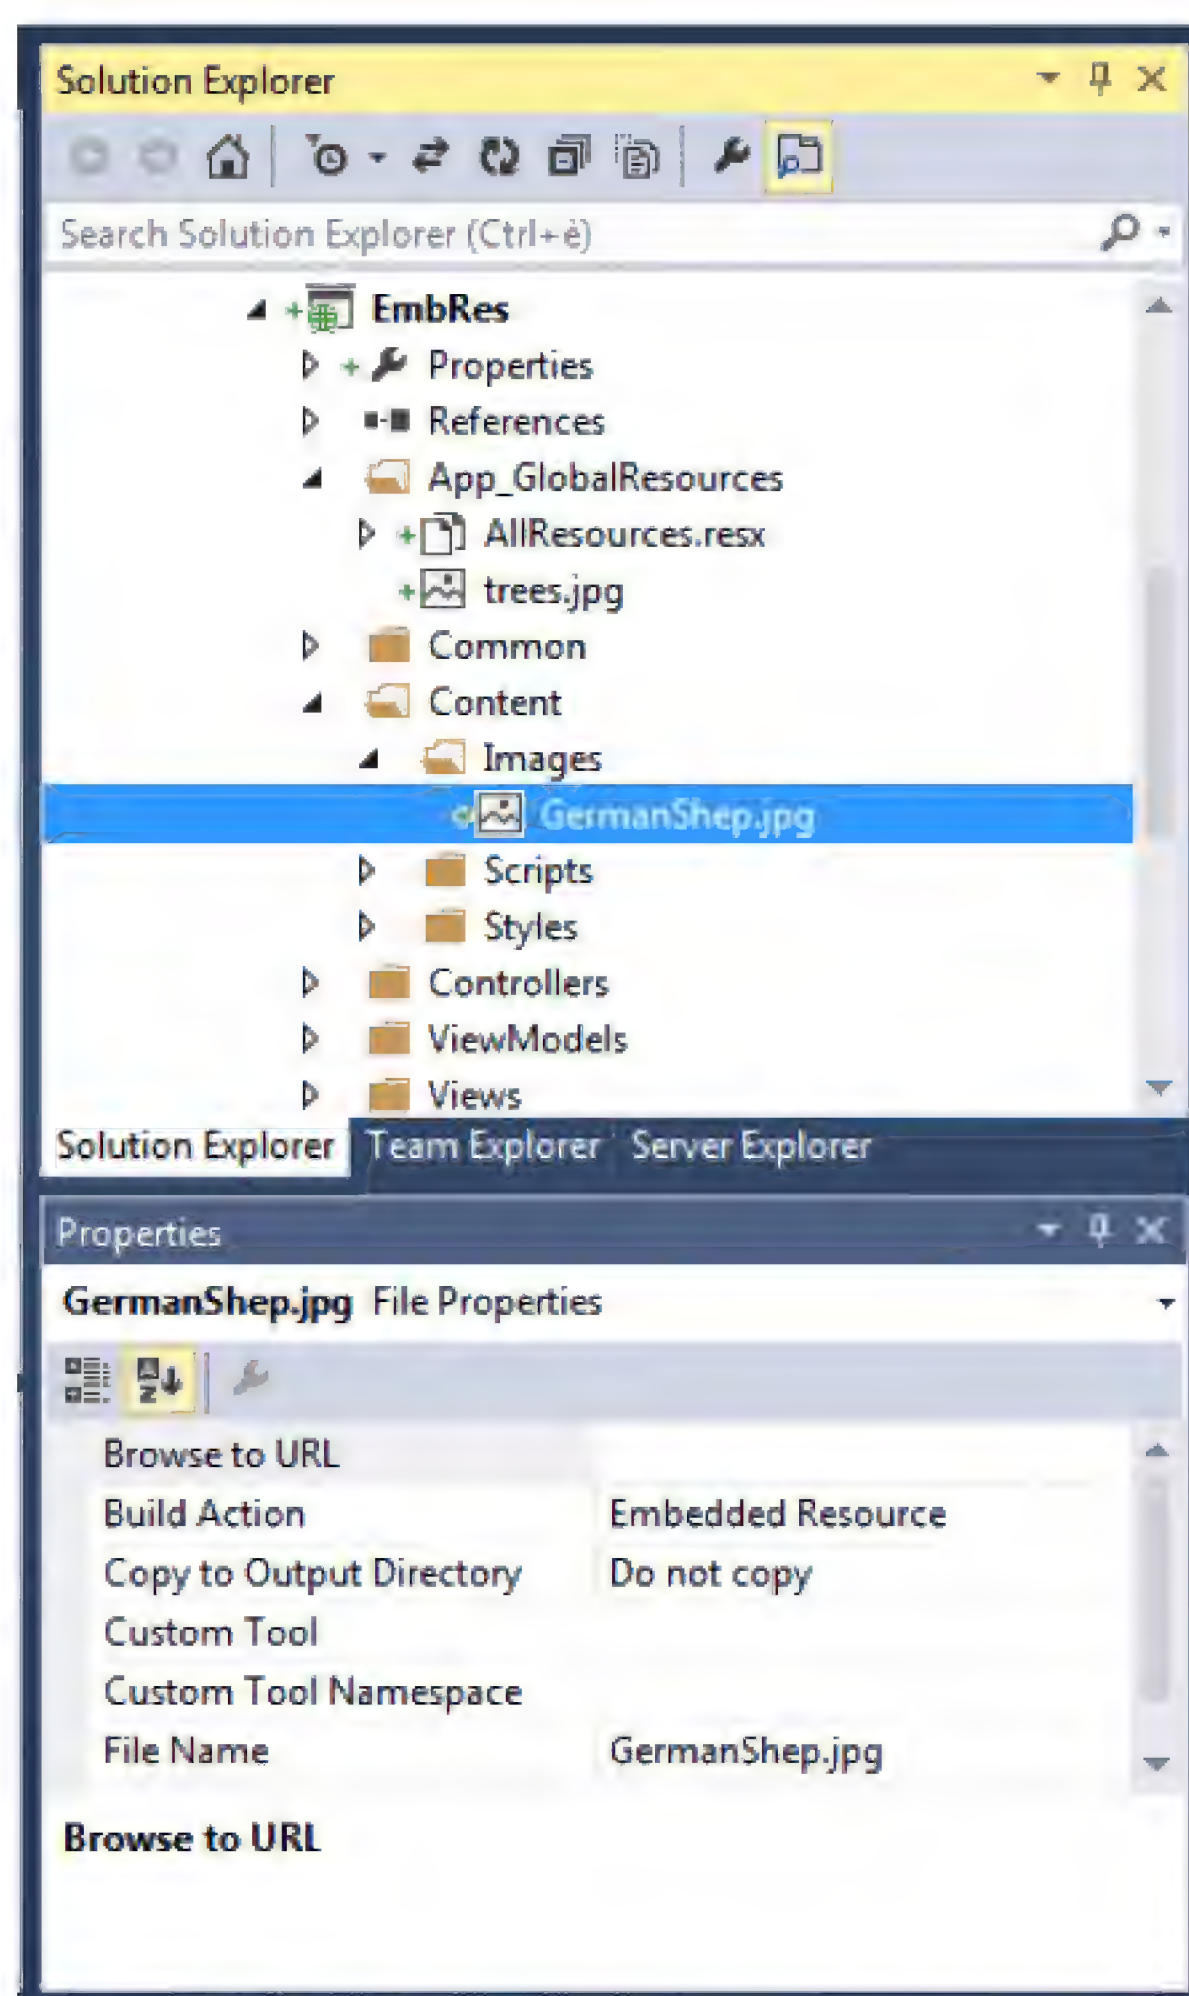 Solution Explorer
Search Solution Explorer (Ctrl+è)
EmbRes
Properties
References
App_GlobalResources
AllResources.resx
trees.jpg
Common
Content
Images
GermanShep.jpg
Scripts
Styles
Controllers
ViewModels
Views
Solution Explorer Team Explorer Server Explorer
Properties
GermanShep.jpg File Properties
Browse to URL
Build Action Embedded Resource
Copy to Output Directory Do not copy
Custom Tool
Custom Tool Namespace
File Name GermanShep.jpg
Browse to URL